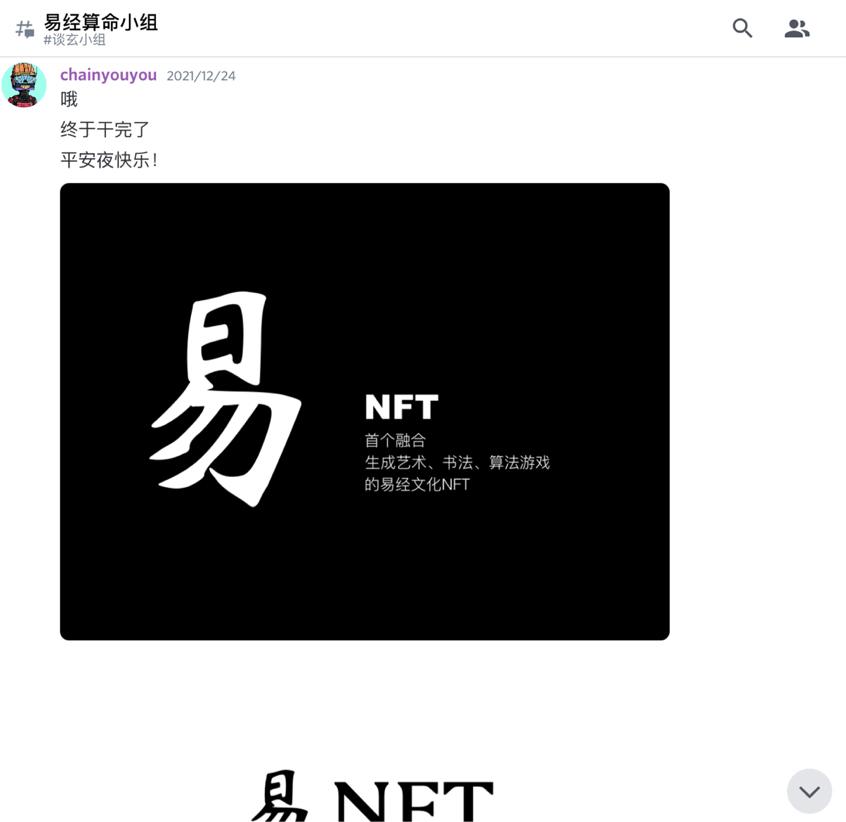 易经算命小组
#谈玄小组
chainyouyou 2021/12/24
哦
终于干完了
平安夜快乐!
易
NFT
首个融合
生成艺术、书法、算法游戏
的易经文化NFT
易 NFT